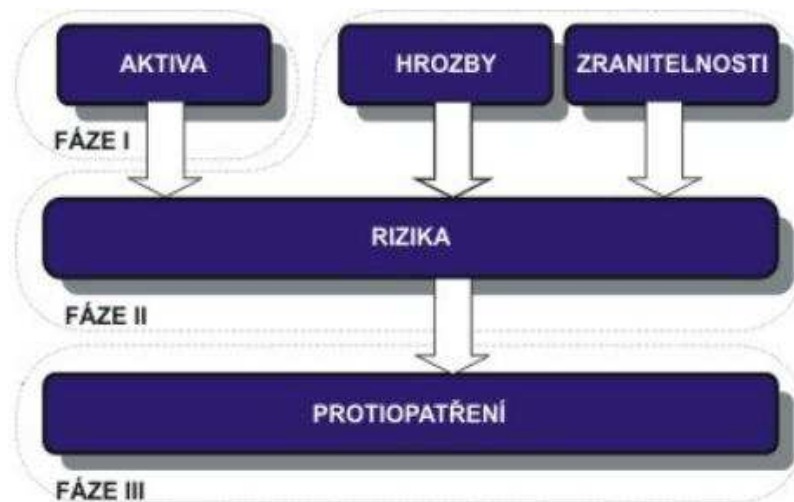 AKTIVA
HROZBY
ZRANITELNOSTI
FÁZE I
RIZIKA
FÁZE II
PROTIOPATŘENÍ
FÁZE III